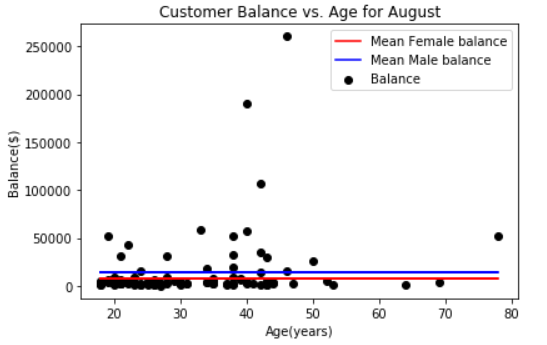 Customer Balance vs. Age for August
Mean Female balance
Mean Male balance
Balance
250000
200000
150000
100000
50000
0
Balance($)
20 30 40 50 60 70 80
Age(years)